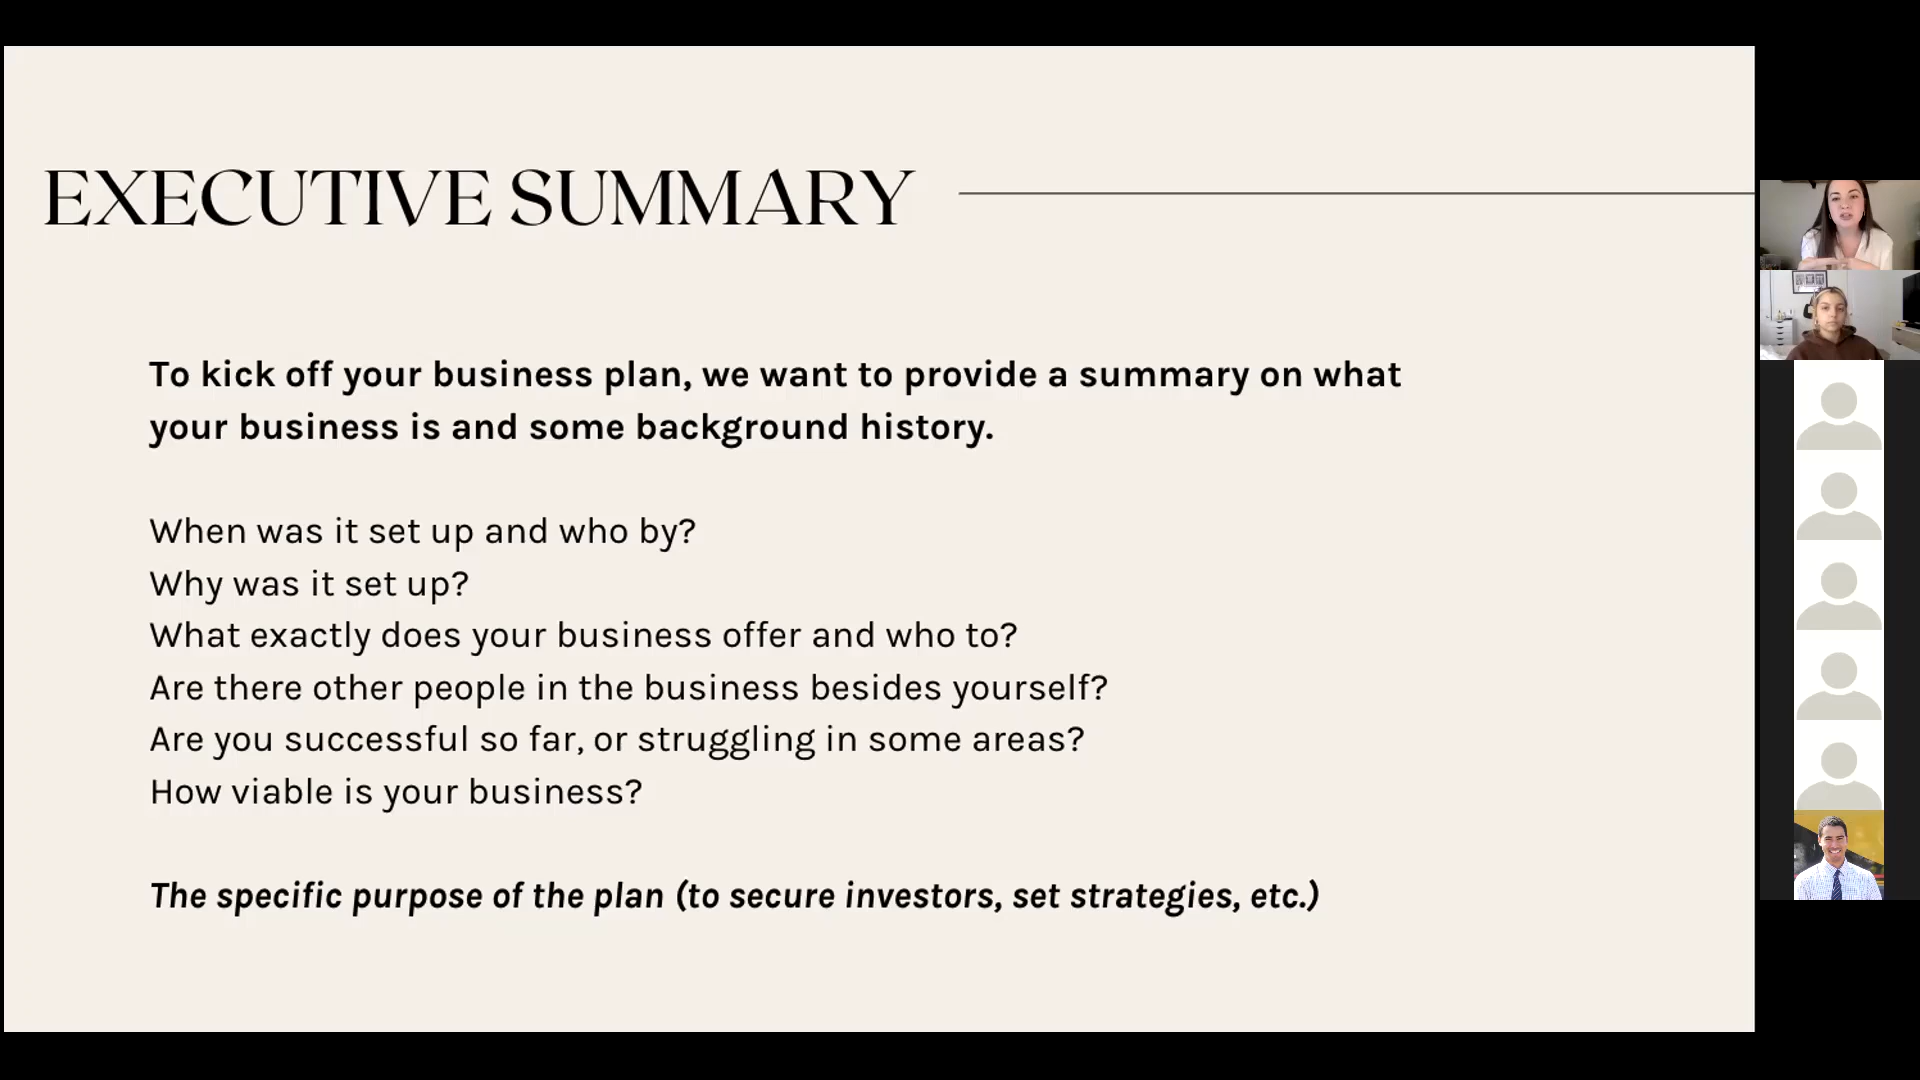 EXECUTIVE SUMMARY
To kick off your business plan, we want to provide a summary on what
your business is and some background history.
When was it set up and who by?
Why was it set up?
What exactly does your business offer and who to?
Are there other people in the business besides yourself?
Are you successful so far, or struggling in some areas?
How viable is your business?
The specific purpose of the plan (to secure investors, set strategies, etc.)